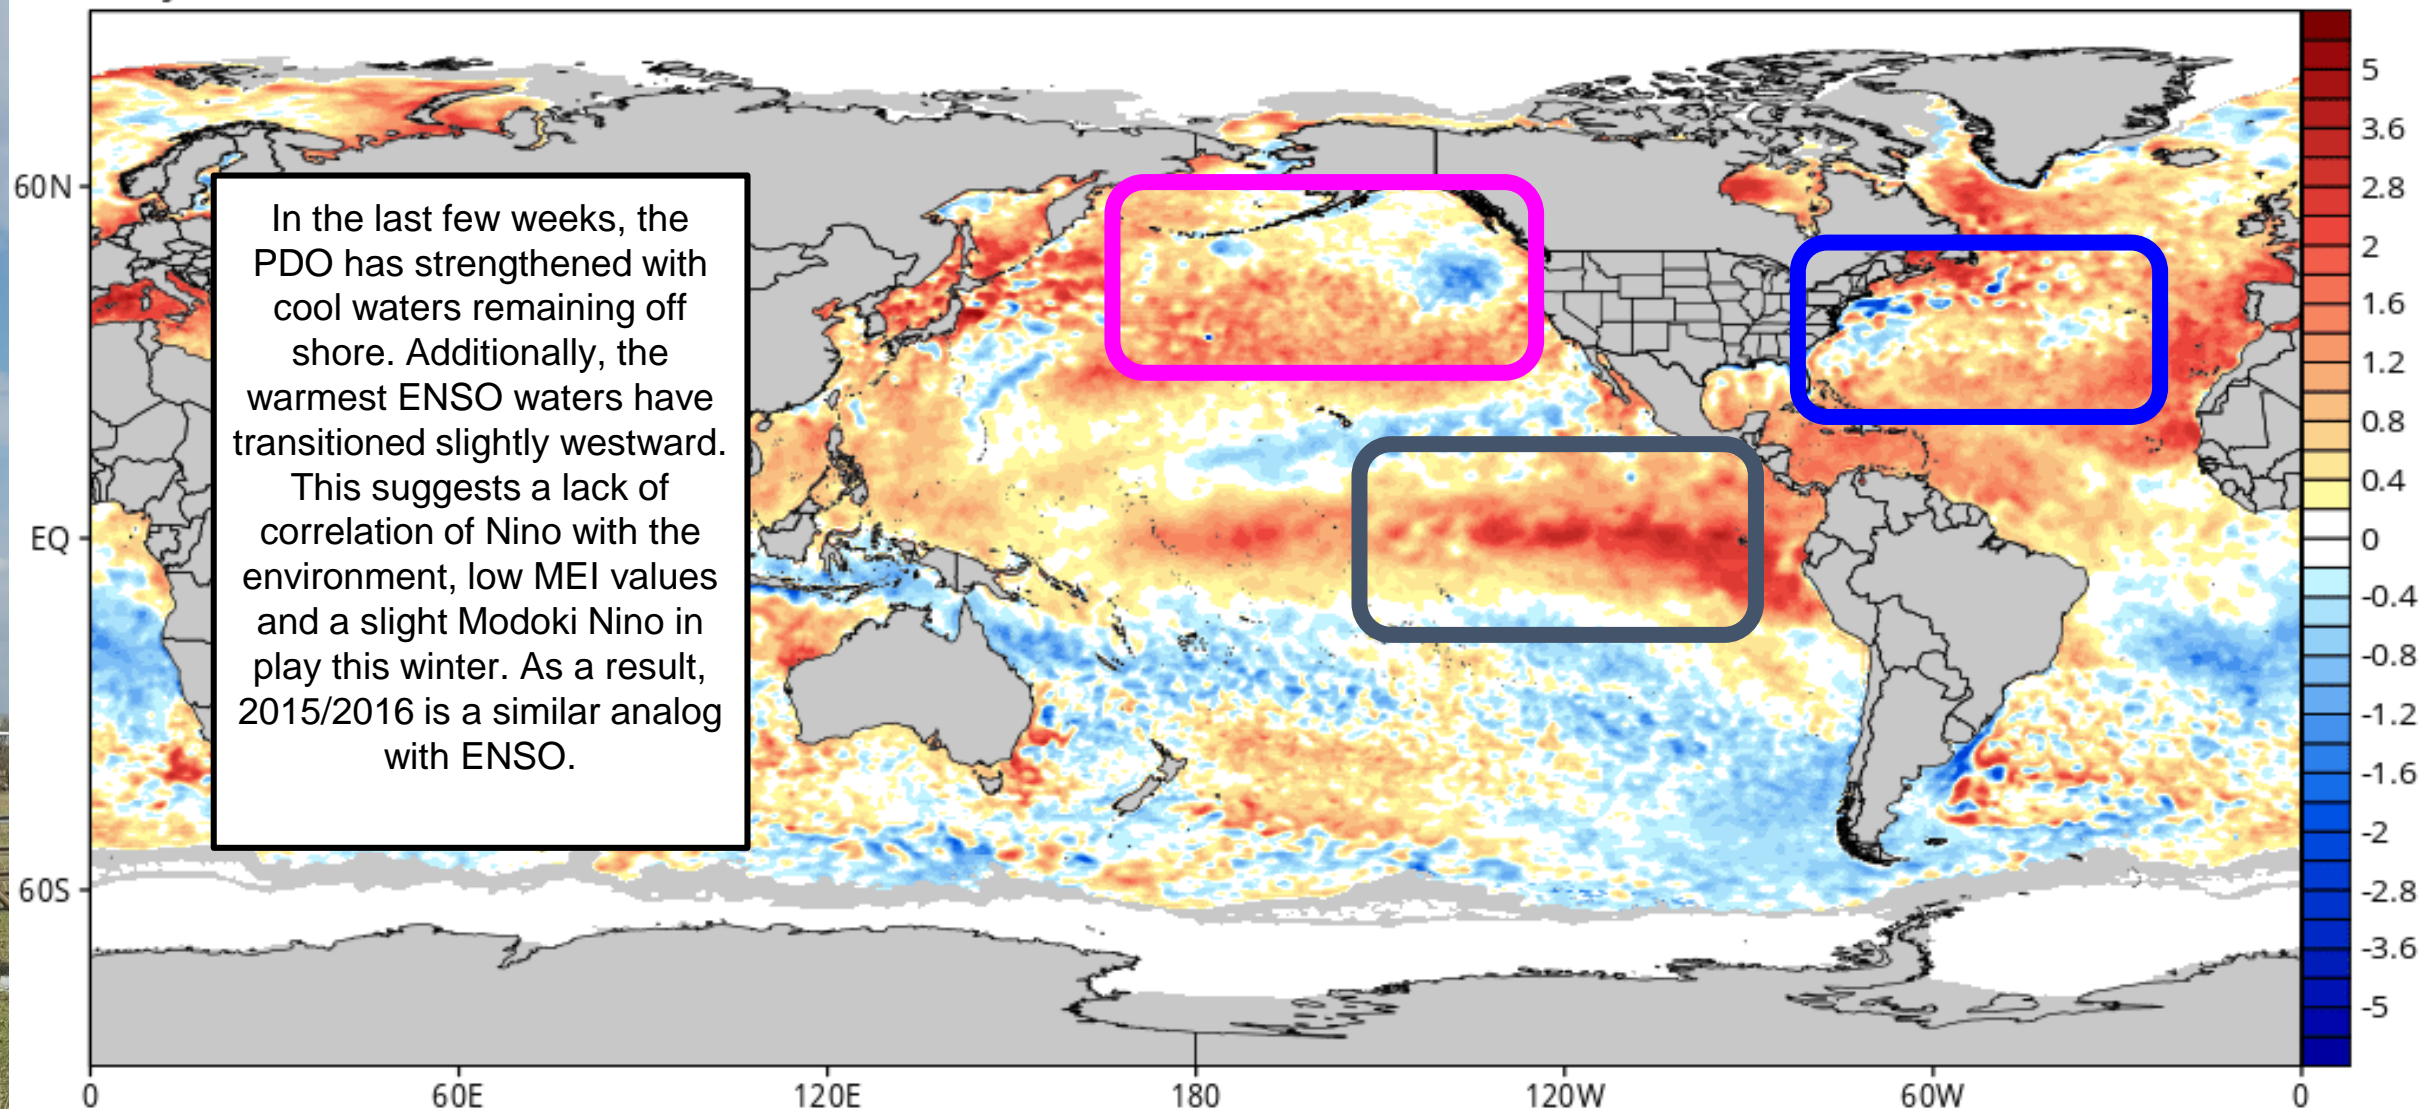 60N
EQ
60S
In the last few weeks, the
PDO has strengthened with
cool waters remaining off
shore. Additionally, the
warmest ENSO waters have
transitioned slightly westward.
This suggests a lack of
correlation of Nino with the
environment, low MEI values
and a slight Modoki Nino in
play this winter. As a result,
2015/2016 is a similar analog
with ENSO.
5
3.6
2.8
2
1.6
1.2
0.8
0.4
0
-0.4
-0.8
-1.2
-1.6
-2
-2.8
-3.6
-5
0 60E 120E 180 120W 60W 0